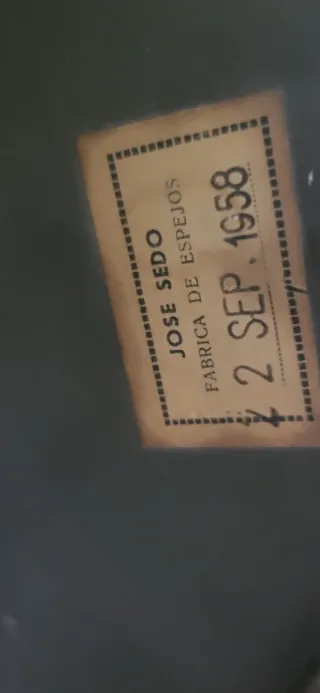 JOSE SEDO
FABRICA DE ESPEJOS
2 SEP. 1958